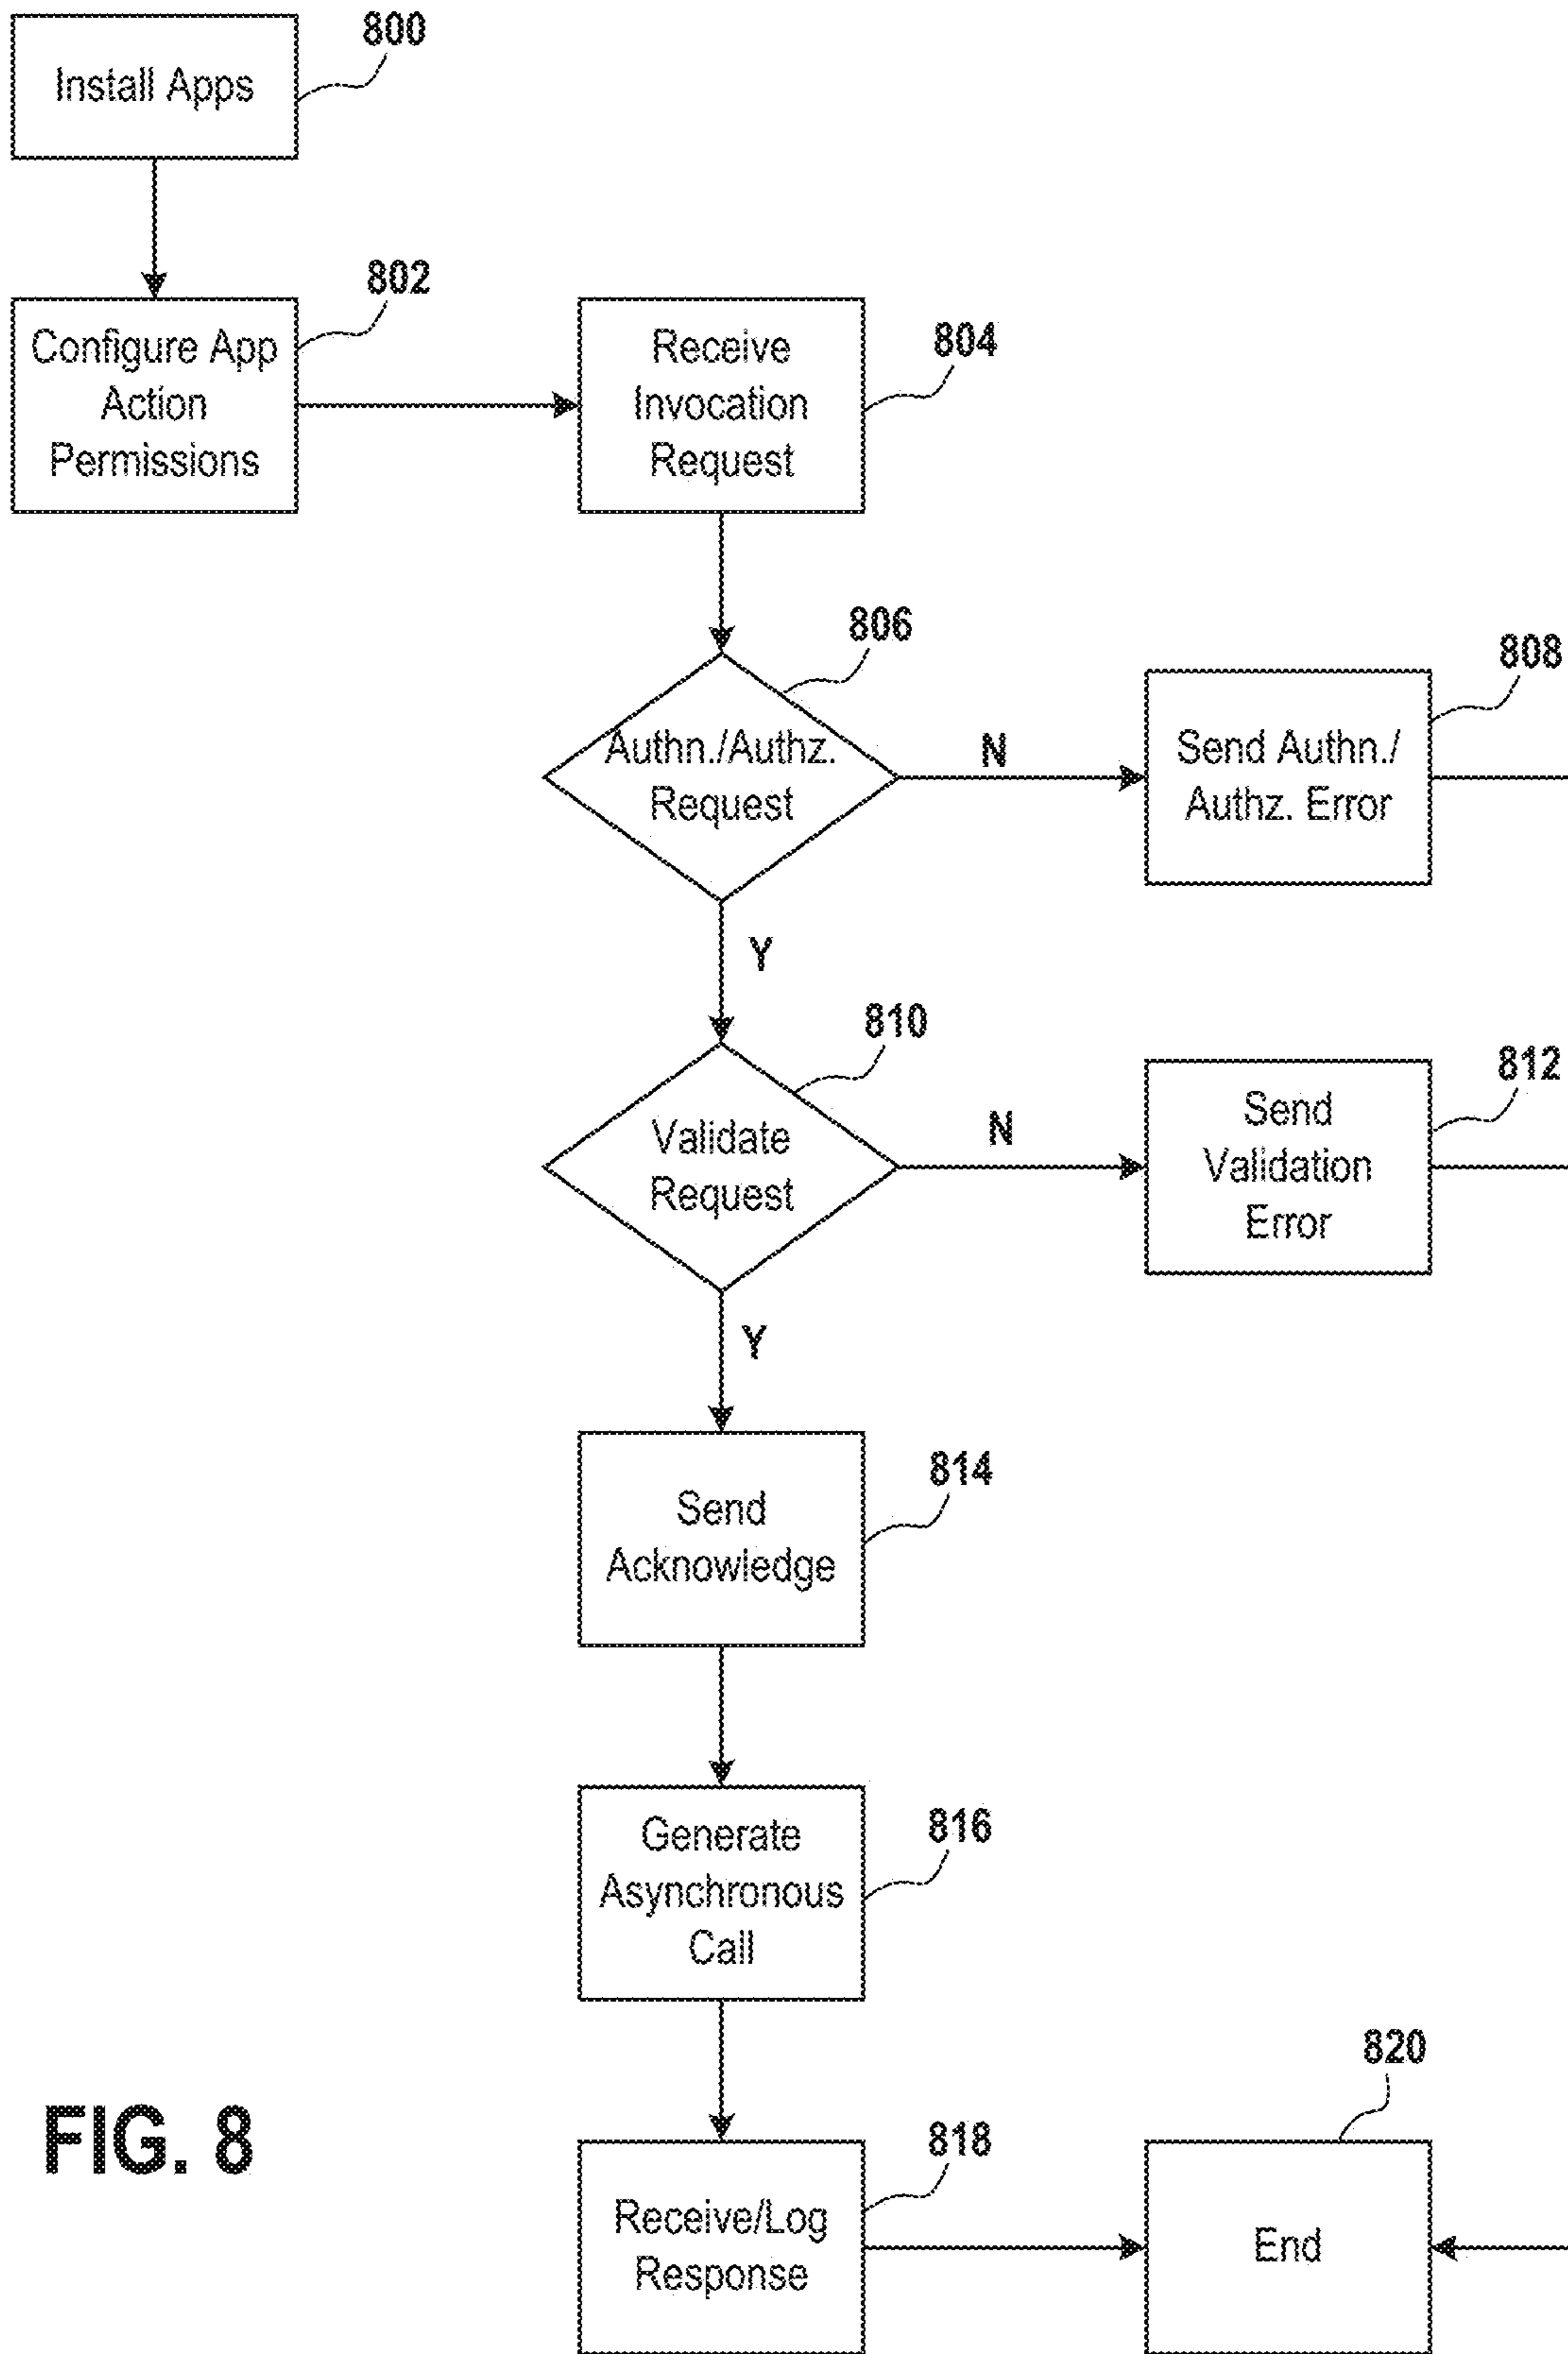 800
Install Apps
802
Configure App
Action
Permissions
804
Receive
Invocation
Request
806
Authn./Authz.
Request
N
808
Send Authn./
Authz. Error
Y
810
Validate
Request
N
812
Send
Validation
Error
Y
814
Send
Acknowledge
816
Generate
Asynchronous
Call
818
Receive/Log
Response
820
End
FIG. 8